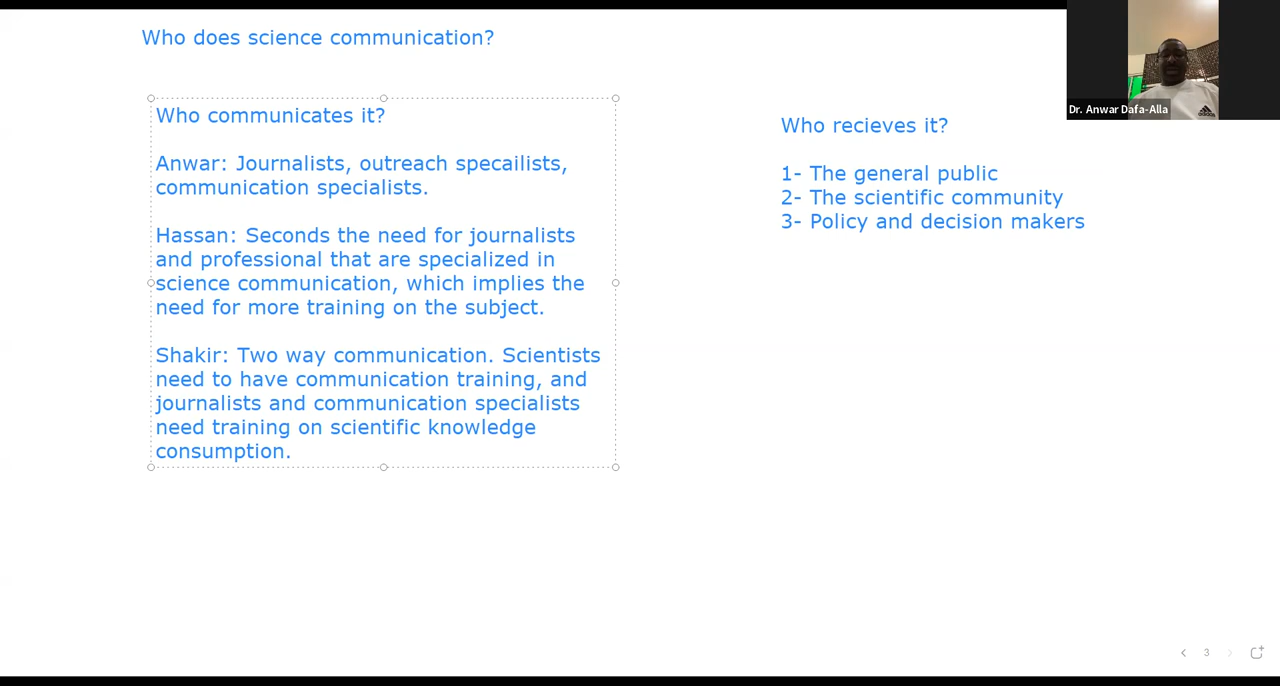 Who does science communication?
Who communicates it?
Anwar: Journalists, outreach specailists,
communication specialists.
Hassan: Seconds the need for journalists
and professional that are specialized in
science communication, which implies the
need for more training on the subject.
Shakir: Two way communication. Scientists
need to have communication training, and
journalists and communication specialists
need training on scientific knowledge
consumption.
Who recieves it?
1- The general public
2- The scientific community
3- Policy and decision makers
Dr. Anwar Dafa-Alla
3